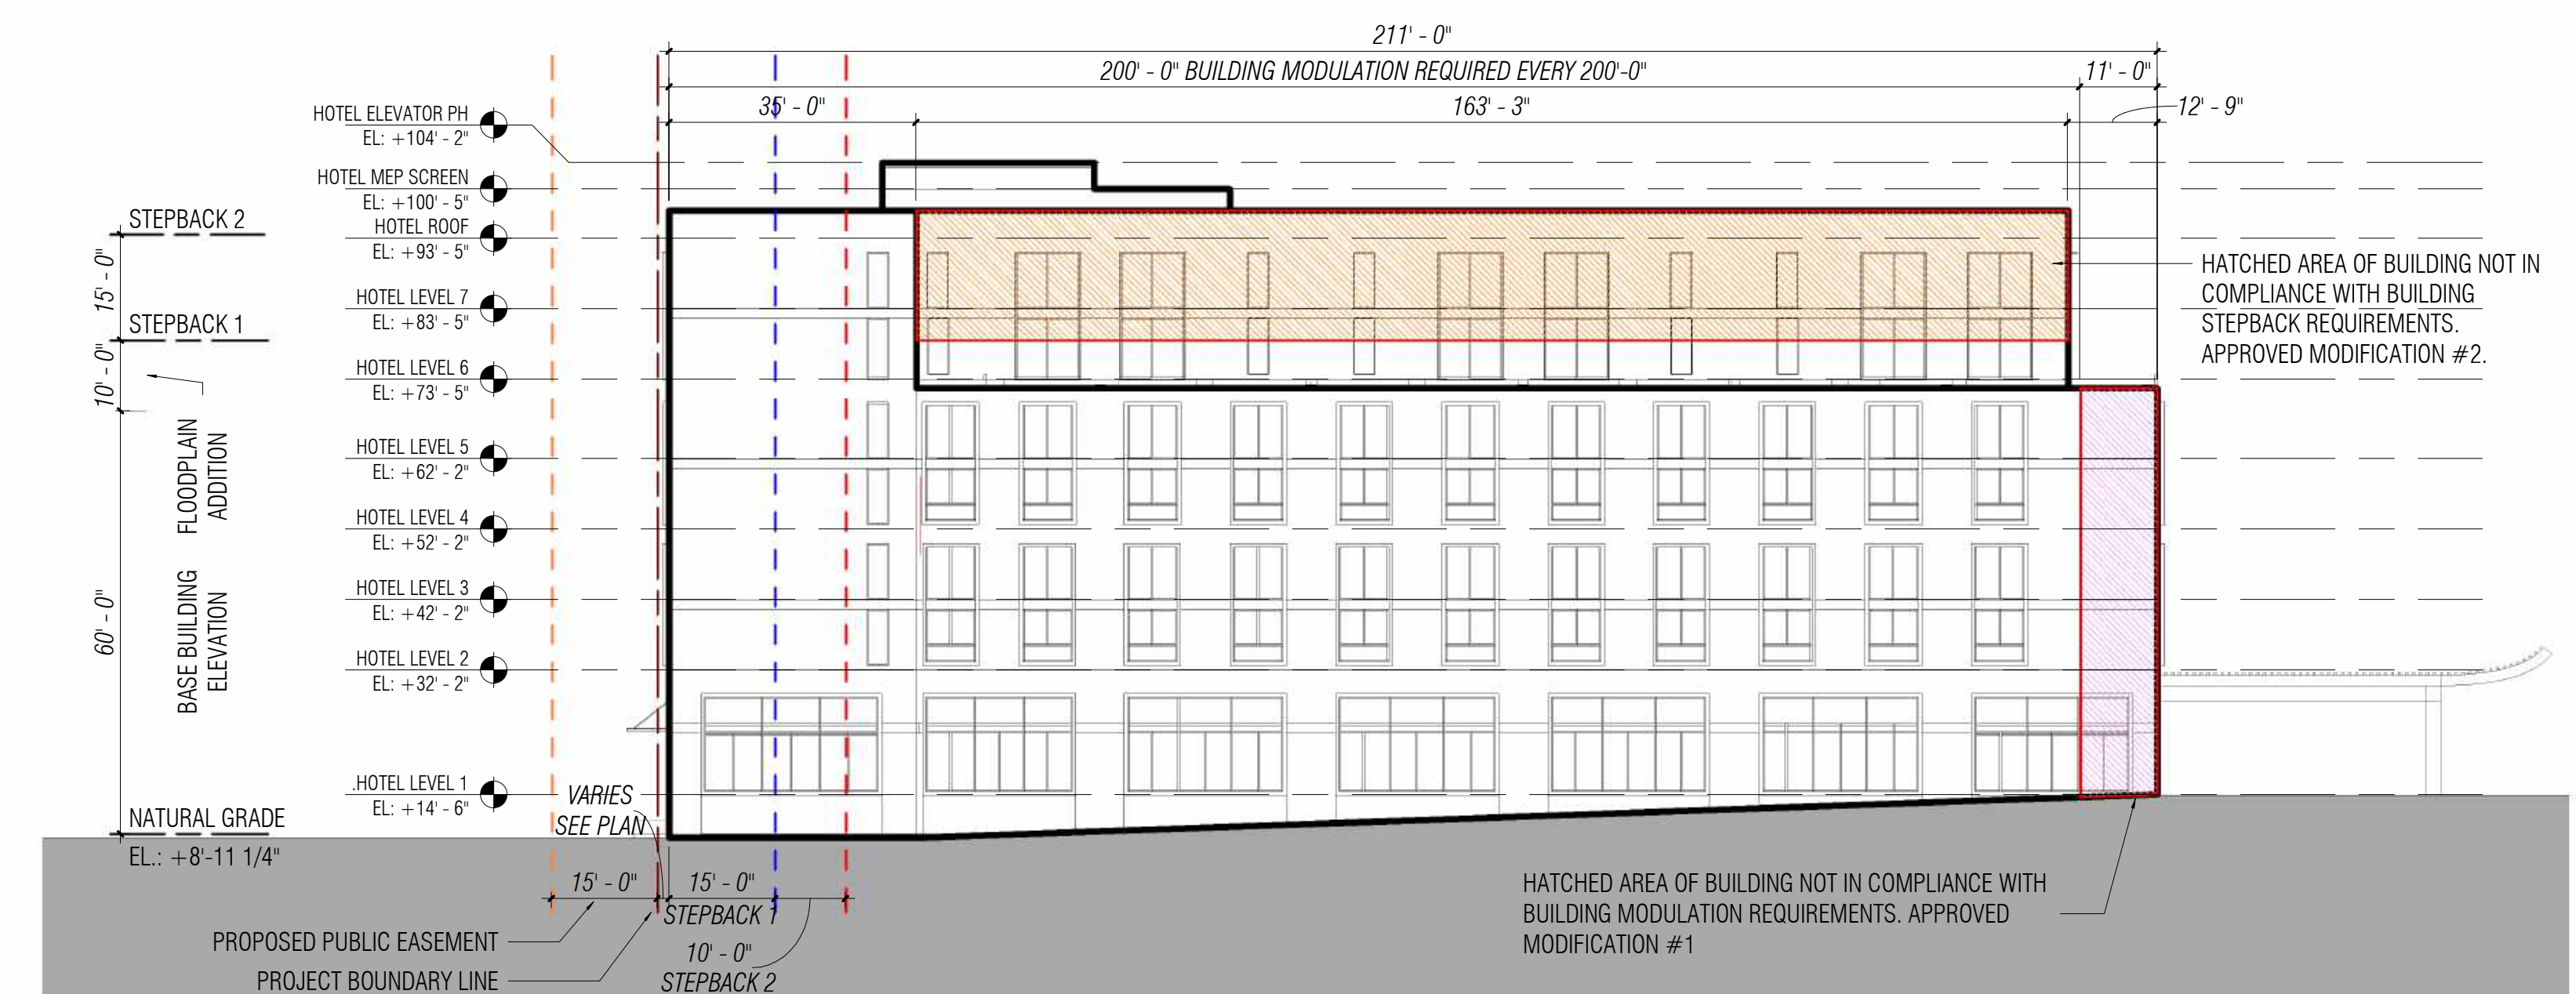 211' - 0"
200' - 0" BUILDING MODULATION REQUIRED EVERY 200'-0"
11' - 0"
35' - 0"
163' - 3"
12' - 9"
HOTEL ELEVATOR PH
EL: +104' - 2"
HOTEL MEP SCREEN
EL: +100' - 5"
HOTEL ROOF
EL: +93' - 5"
HOTEL LEVEL 7
EL: +83' - 5"
HOTEL LEVEL 6
EL: +73' - 5"
HOTEL LEVEL 5
EL: +62' - 2"
HOTEL LEVEL 4
EL: +52' - 2"
HOTEL LEVEL 3
EL: +42' - 2"
HOTEL LEVEL 2
EL: +32' - 2"
.HOTEL LEVEL 1
EL: +14' - 6"
STEPBACK 2
15' - 0"
STEPBACK 1
10' - 0"
FLOODPLAIN
ADDITION
60' - 0"
BASE BUILDING
ELEVATION
NATURAL GRADE
EL.: +8'-11 1/4"
HATCHED AREA OF BUILDING NOT IN
COMPLIANCE WITH BUILDING
STEPBACK REQUIREMENTS.
APPROVED MODIFICATION #2.
VARIES
SEE PLAN
15' - 0"
15' - 0"
STEPBACK 1
10' - 0"
STEPBACK 2
PROPOSED PUBLIC EASEMENT
PROJECT BOUNDARY LINE
HATCHED AREA OF BUILDING NOT IN COMPLIANCE WITH
BUILDING MODULATION REQUIREMENTS. APPROVED
MODIFICATION #1